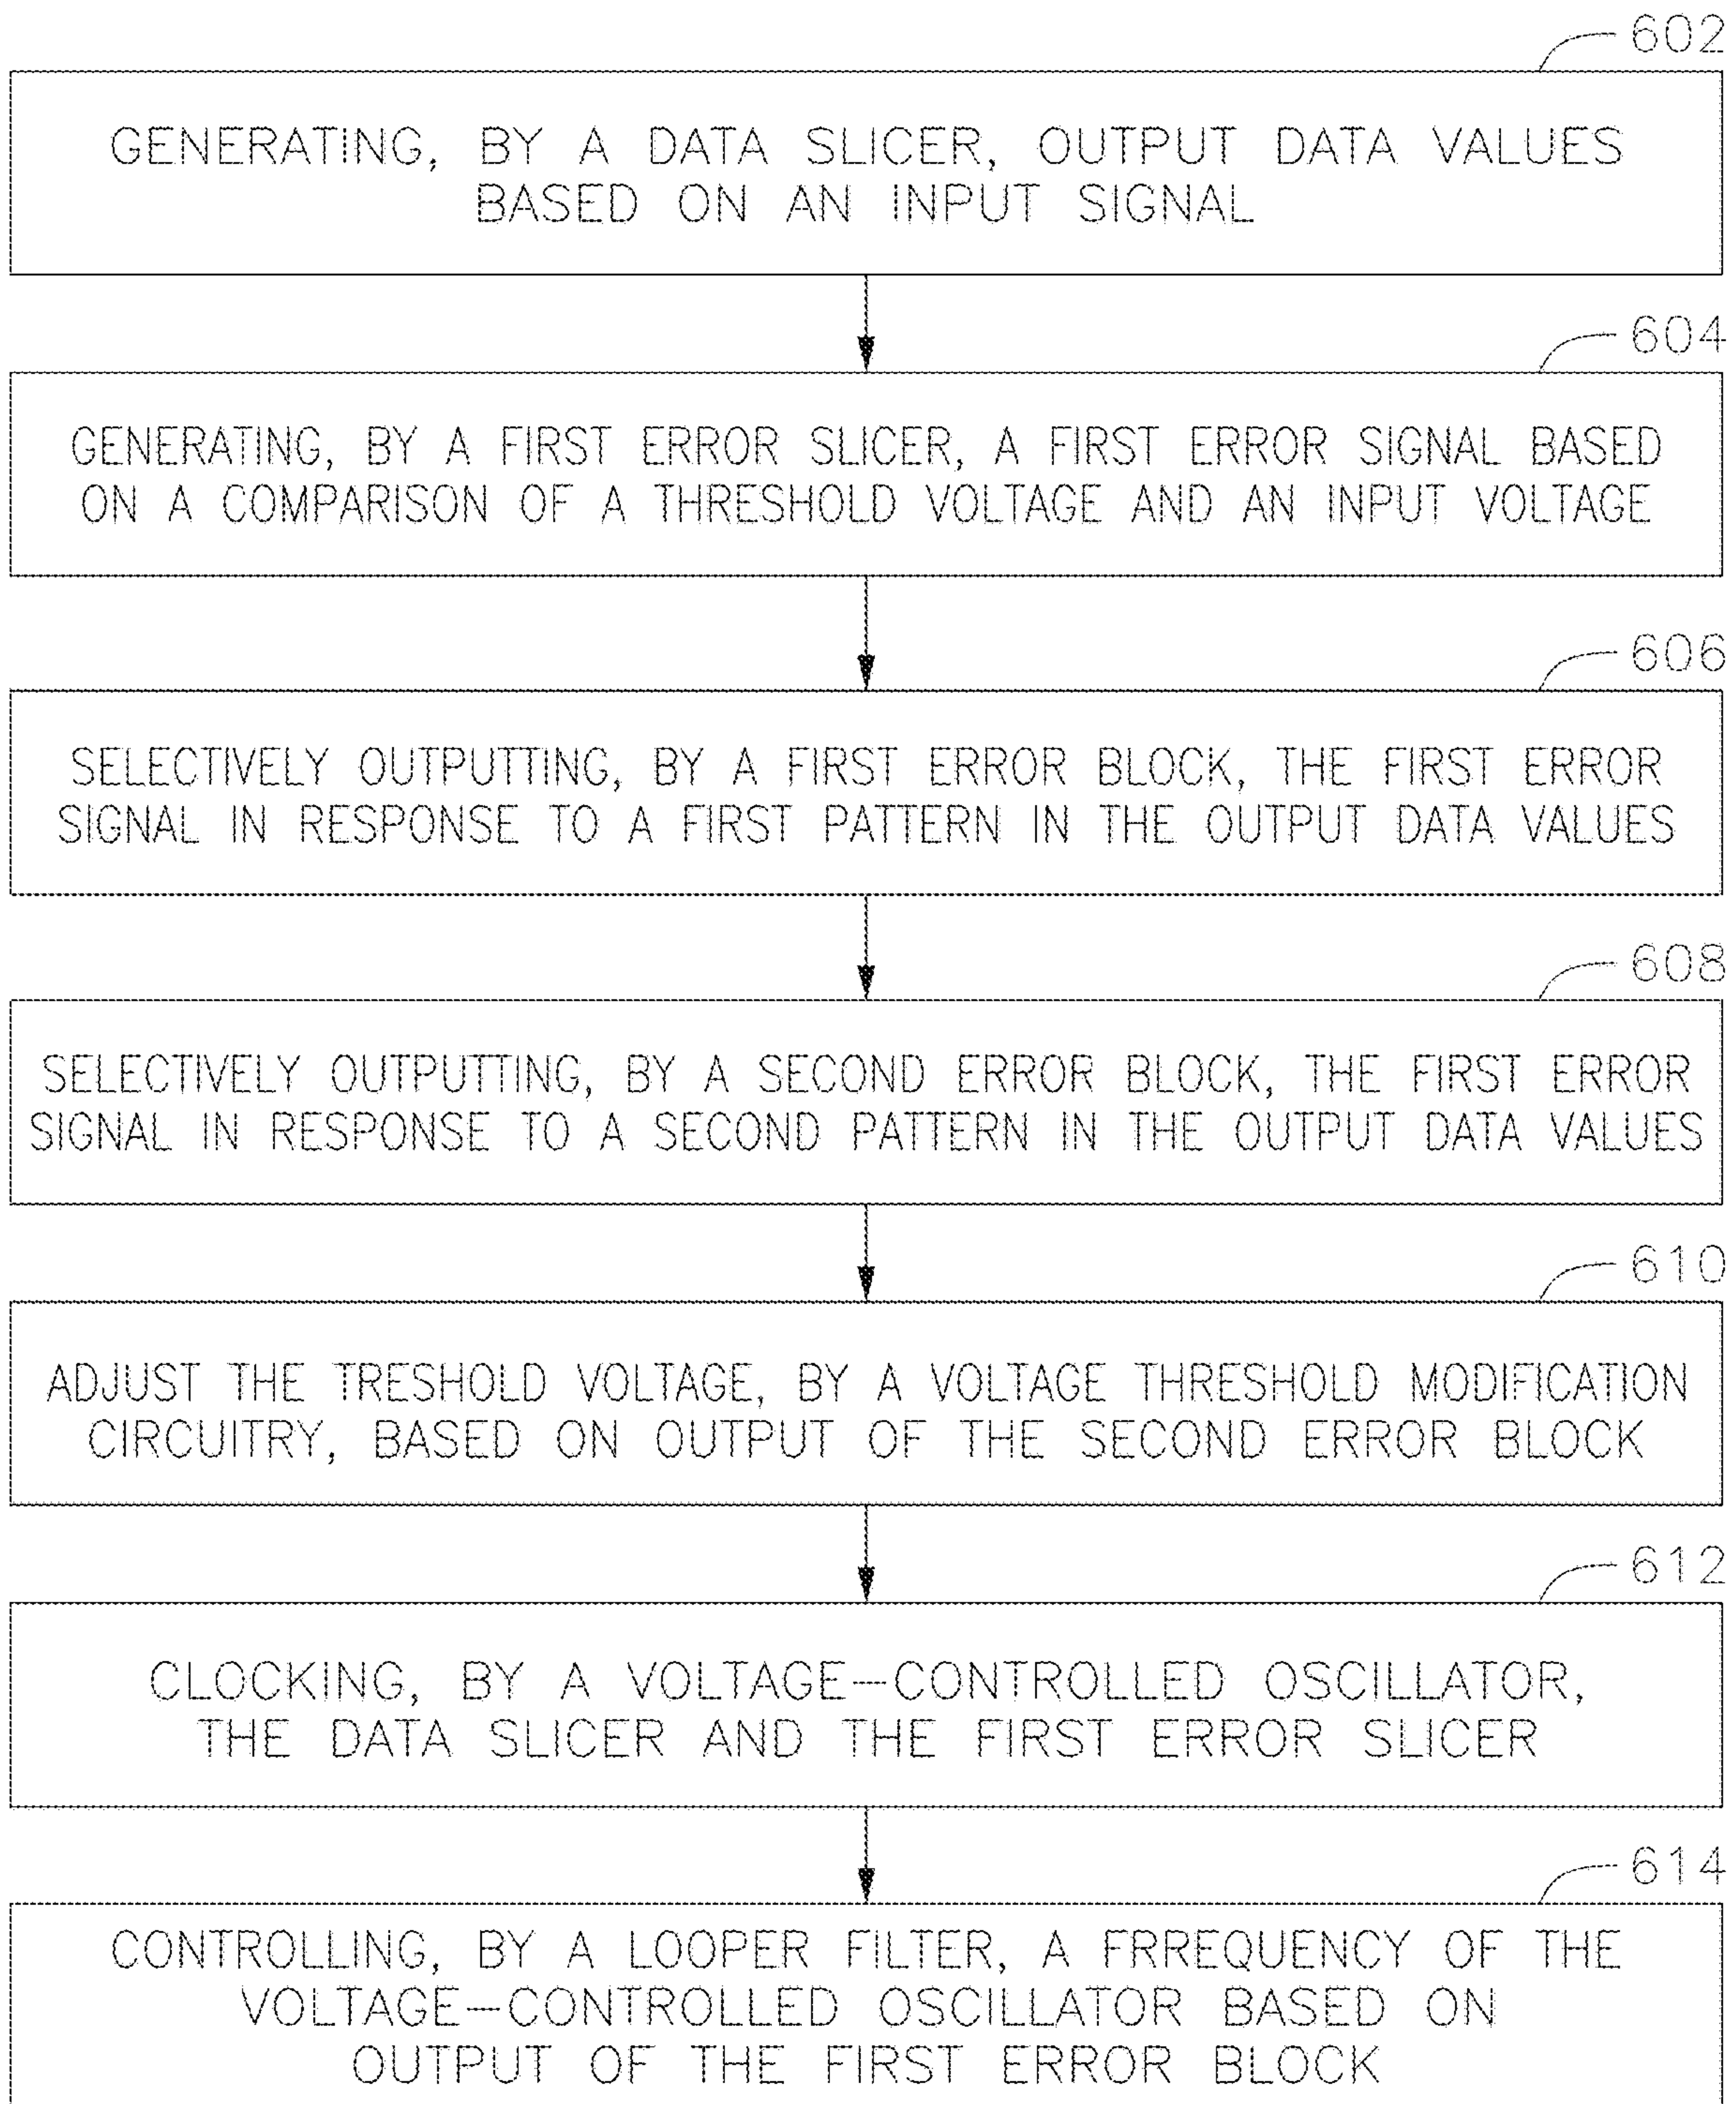 602
GENERATING, BY A DATA SLICER, OUTPUT DATA VALUES
BASED ON AN INPUT SIGNAL
604
GENERATING, BY A FIRST ERROR SLICER, A FIRST ERROR SIGNAL BASED
ON A COMPARISON OF A THRESHOLD VOLTAGE AND AN INPUT VOLTAGE
606
SELECTIVELY OUTPUTTING, BY A FIRST ERROR BLOCK, THE FIRST ERROR
SIGNAL IN RESPONSE TO A FIRST PATTERN IN THE OUTPUT DATA VALUES
608
SELECTIVELY OUTPUTTING, BY A SECOND ERROR BLOCK, THE FIRST ERROR
SIGNAL IN RESPONSE TO A SECOND PATTERN IN THE OUTPUT DATA VALUES
610
ADJUST THE TRESHOLD VOLTAGE, BY A VOLTAGE THRESHOLD MODIFICATION
CIRCUITRY, BASED ON OUTPUT OF THE SECOND ERROR BLOCK
612
CLOCKING, BY A VOLTAGE-CONTROLLED OSCILLATOR,
THE DATA SLICER AND THE FIRST ERROR SLICER
614
CONTROLLING, BY A LOOPER FILTER, A FRREQUENCY OF THE
VOLTAGE-CONTROLLED OSCILLATOR BASED ON
OUTPUT OF THE FIRST ERROR BLOCK